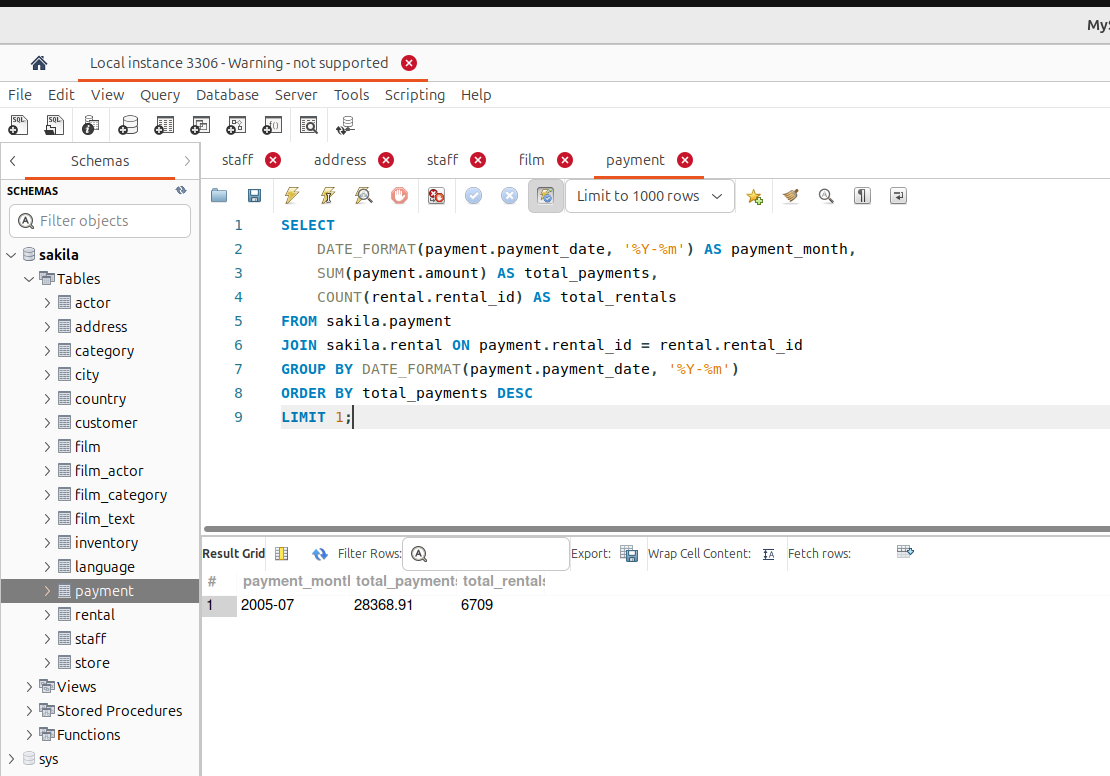 MyS
Local instance 3306 - Warning - not supported
File Edit View Query Database Server Tools Scripting Help
Schemas
staff address staff film payment
SCHEMAS
Limit to 1000 rows
Filter objects
1 SELECT
2 DATE_FORMAT(payment.payment_date, '%Y-%m') AS payment_month,
3 SUM(payment.amount) AS total_payments,
4 COUNT(rental.rental_id) AS total_rentals
5 FROM sakila.payment
6 JOIN sakila.rental ON payment.rental_id = rental.rental_id
7 GROUP BY DATE_FORMAT(payment.payment_date, '%Y-%m')
8 ORDER BY total_payments DESC
9 LIMIT 1;
sakila
Tables
actor
address
category
city
country
customer
film
film_actor
film_category
film_text
inventory
language
payment
rental
staff
store
Views
Stored Procedures
Functions
sys
Result Grid Filter Rows: Export: Wrap Cell Content: Fetch rows:
# payment_month total_payments total_rentals
1 2005-07 28368.91 6709